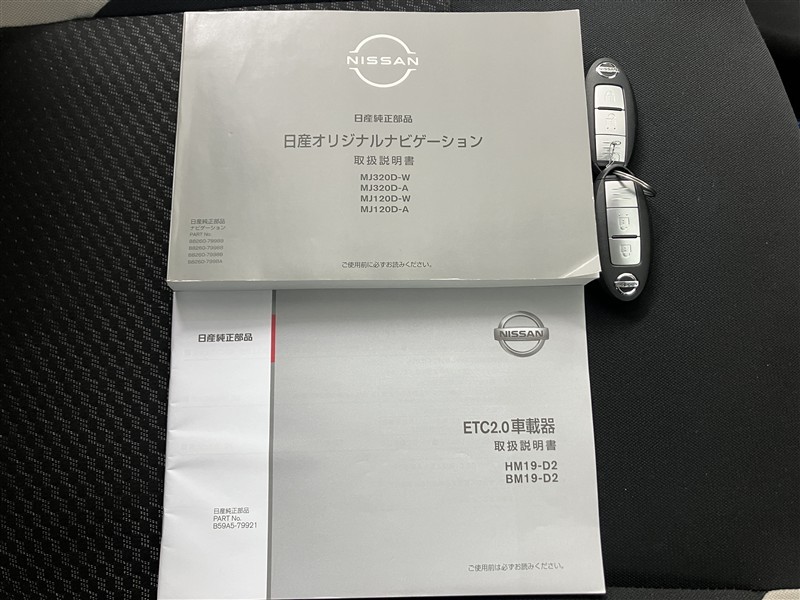 NISSAN
日産純正部品
日産オリジナルナビゲーション
取扱説明書
MJ320D-W
MJ320D-A
MJ120D-W
MJ120D-A
日産純正部品
ナビゲーション
PART No.
ご使用前に必ずお読みください。
日産純正部品
NISSAN
ETC2.0車載器
取扱説明書
HM19-D2
BM19-D2
日産純正部品
PART No.
B59A5-79921
ご使用前は必ずお読みください。
NISSAN
NISSAN